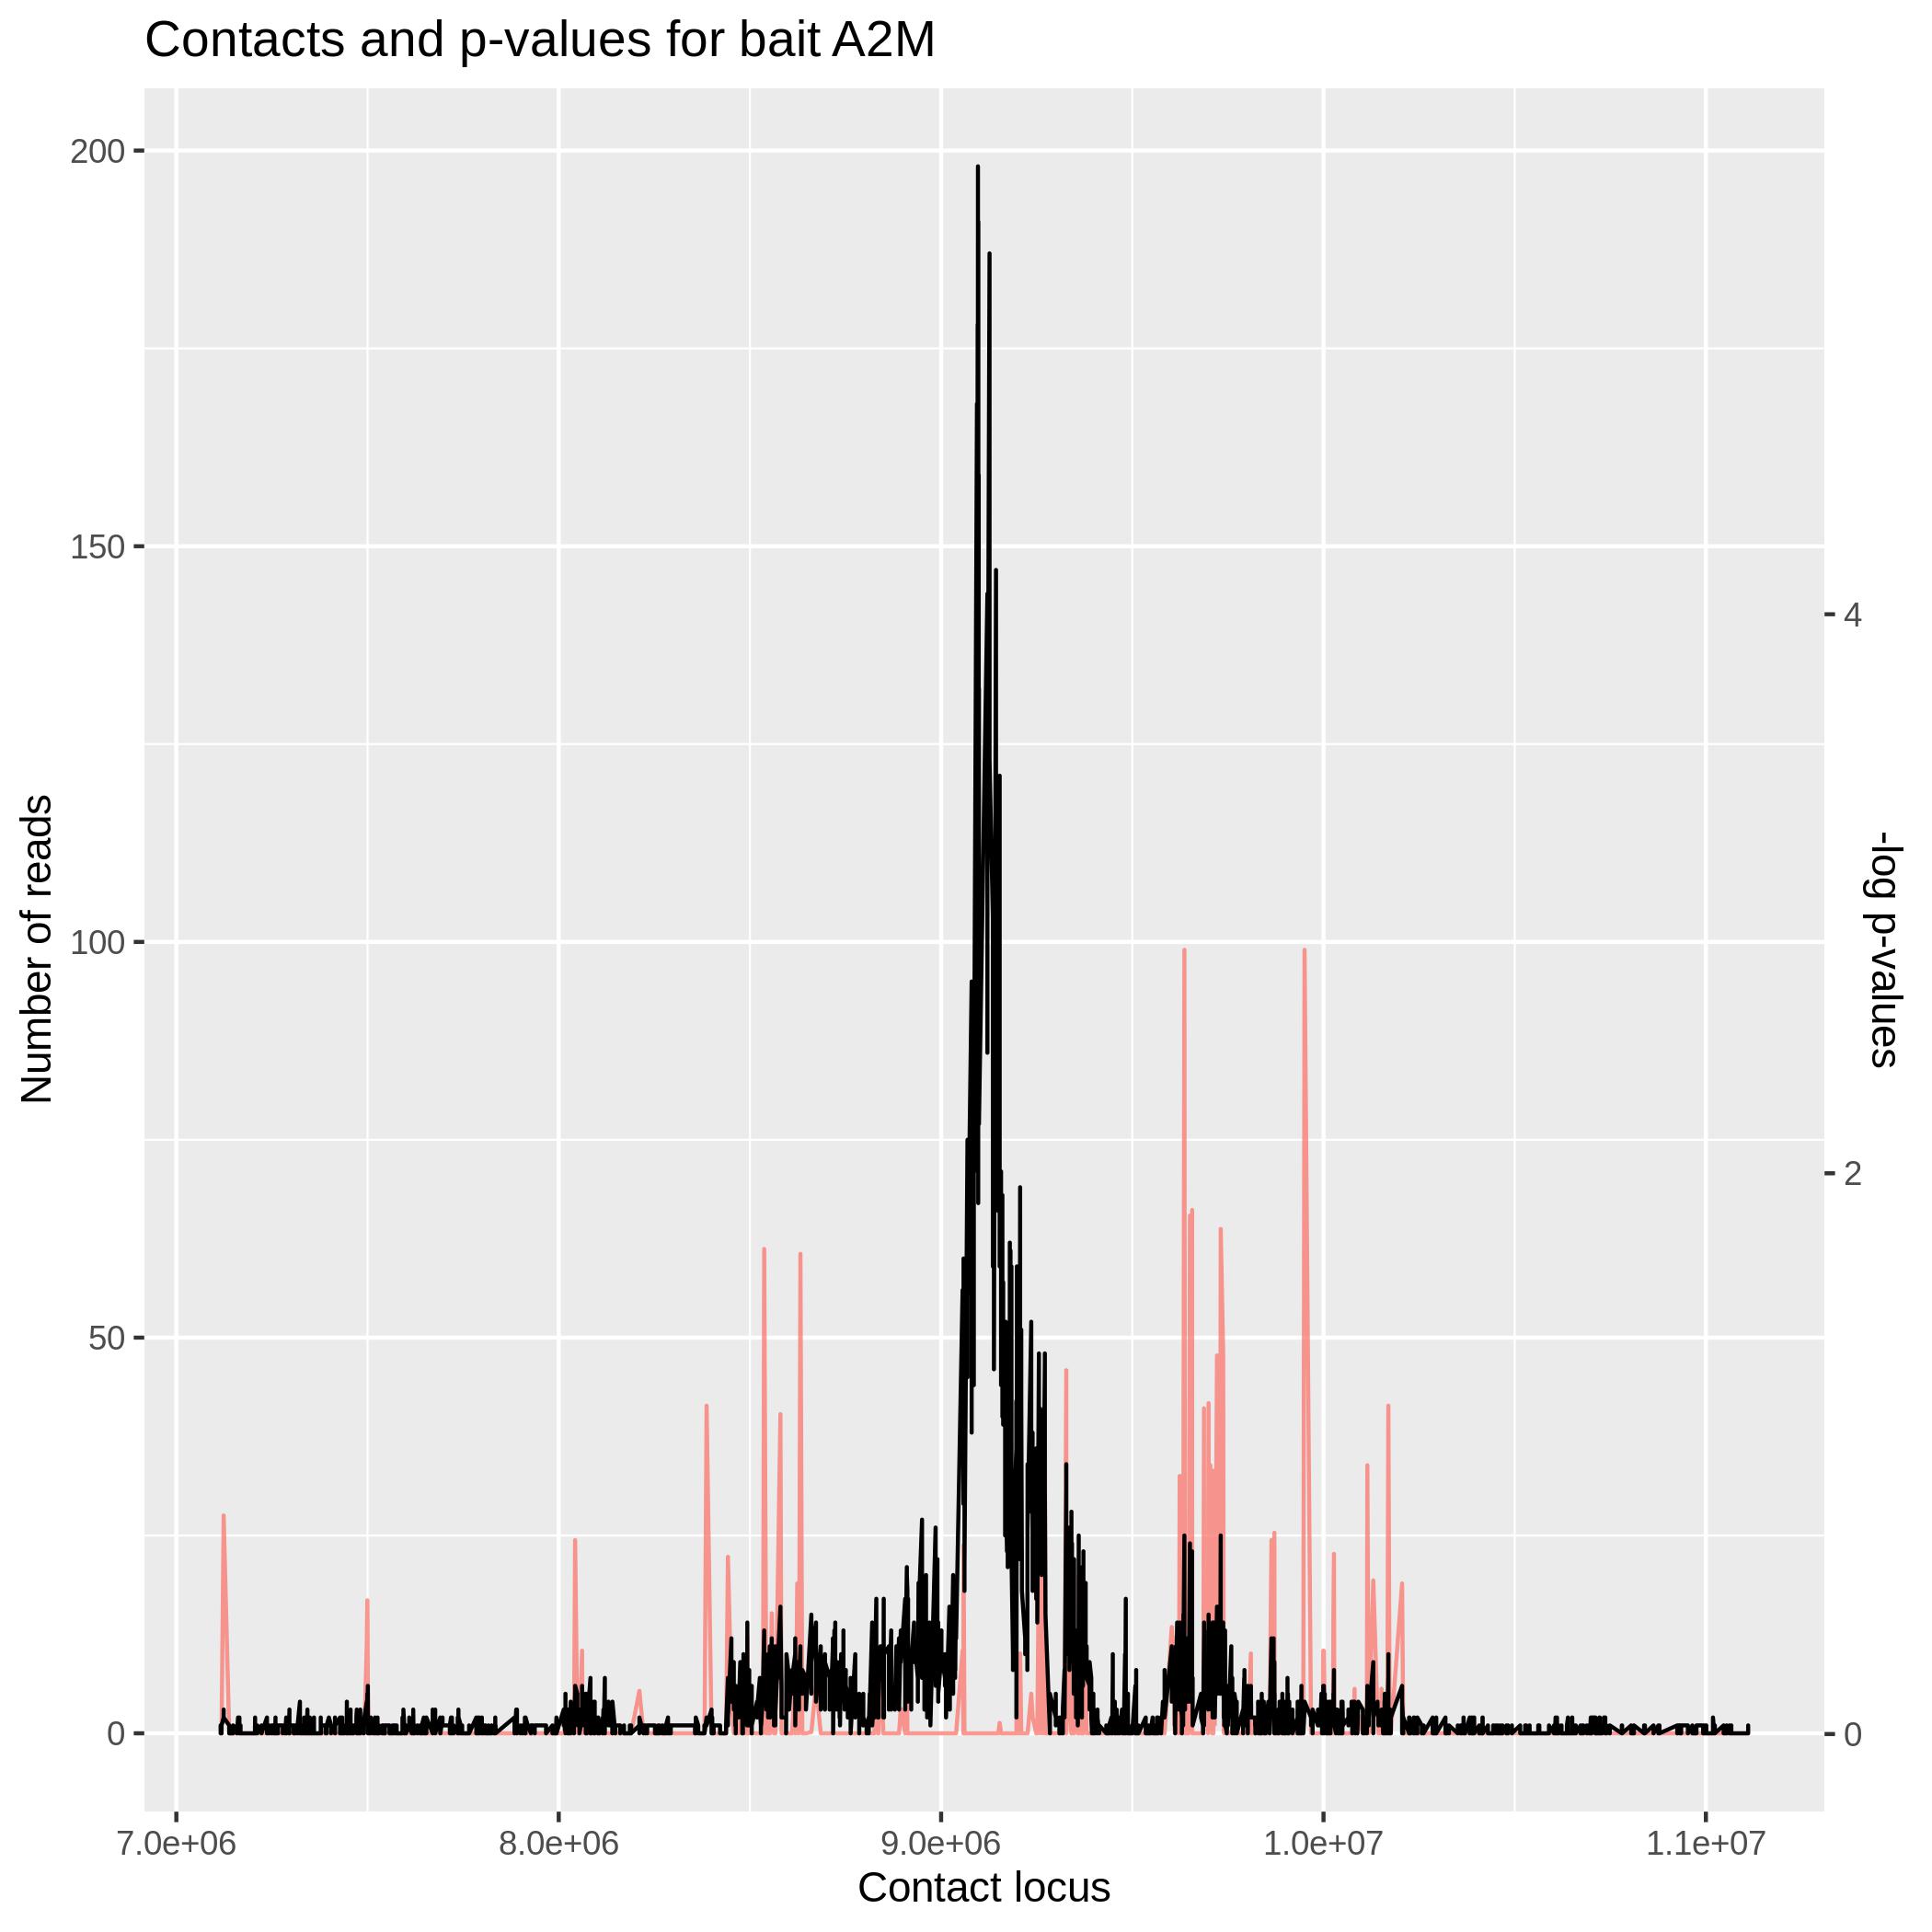 Contacts and p-values for bait A2M
200
150
100
50
0
Number of reads
4
2
0
-log p-values
7.0e+06
8.0e+06
9.0e+06
1.0e+07
1.1e+07
Contact locus